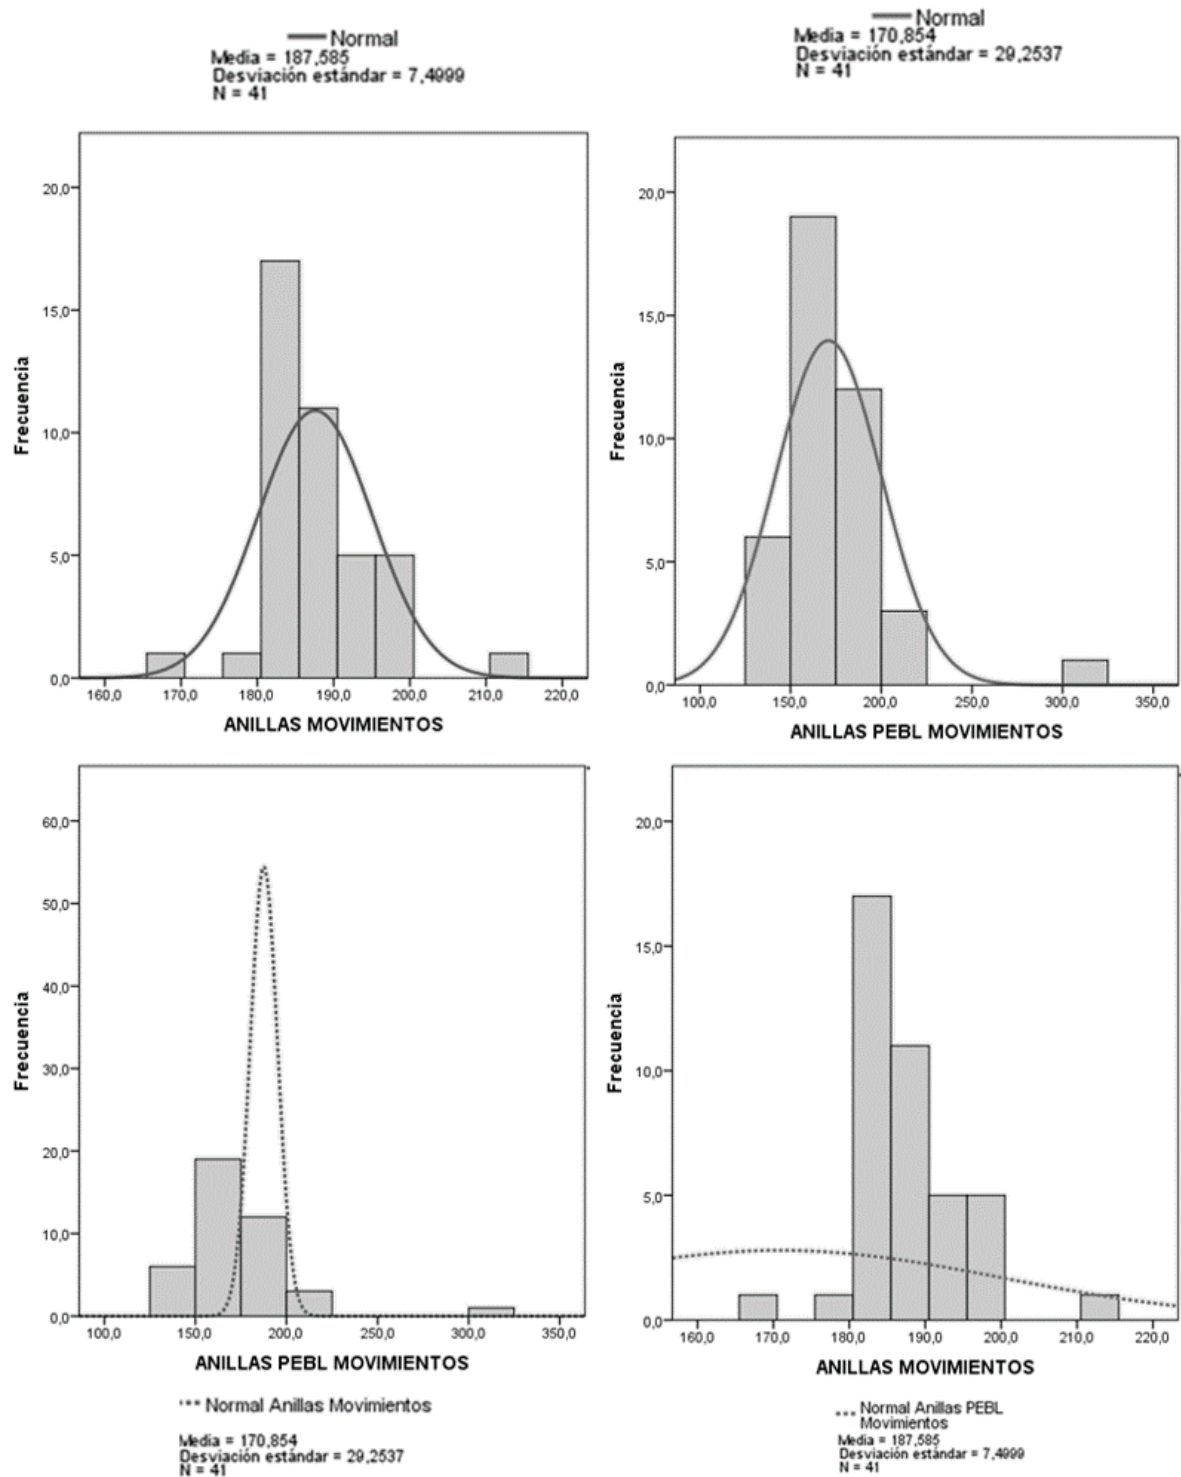 Normal
Media = 187,585
Desviación estándar = 7,4999
N = 41
20,0
15,0
10,0
5,0
0,0
Frecuencia
160,0 170,0 180,0 190,0 200,0 210,0 220,0
ANILLAS MOVIMIENTOS
Normal
Media = 170,854
Desviación estándar = 29,2537
N = 41
20,0
15,0
10,0
5,0
0,0
Frecuencia
100,0 150,0 200,0 250,0 300,0 350,0
ANILLAS PEBL MOVIMIENTOS
60,0
50,0
40,0
30,0
20,0
10,0
0,0
Frecuencia
100,0 150,0 200,0 250,0 300,0 350,0
ANILLAS PEBL MOVIMIENTOS
Normal Anillas Movimientos
Media = 170,854
Desviación estándar = 29,2537
N = 41
20,0
15,0
10,0
5,0
0,0
Frecuencia
160,0 170,0 180,0 190,0 200,0 210,0 220,0
ANILLAS MOVIMIENTOS
Normal Anillas PEBL
Movimientos
Media = 187,585
Desviación estándar = 7,4999
N = 41